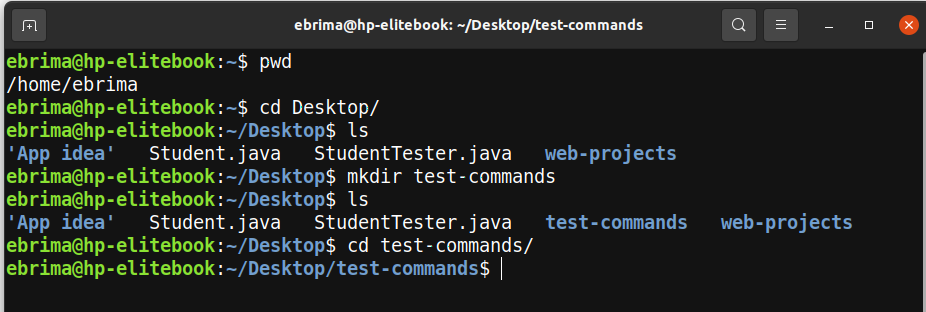 ebrima@hp-elitebook: ~/Desktop/test-commands
ebrima@hp-elitebook:~$ pwd
/home/ebrima
ebrima@hp-elitebook:~$ cd Desktop/
ebrima@hp-elitebook:~/Desktop$ ls
'App idea'   Student.java   StudentTester.java   web-projects
ebrima@hp-elitebook:~/Desktop$ mkdir test-commands
ebrima@hp-elitebook:~/Desktop$ ls
'App idea'   Student.java   StudentTester.java   test-commands   web-projects
ebrima@hp-elitebook:~/Desktop$ cd test-commands/
ebrima@hp-elitebook:~/Desktop/test-commands$